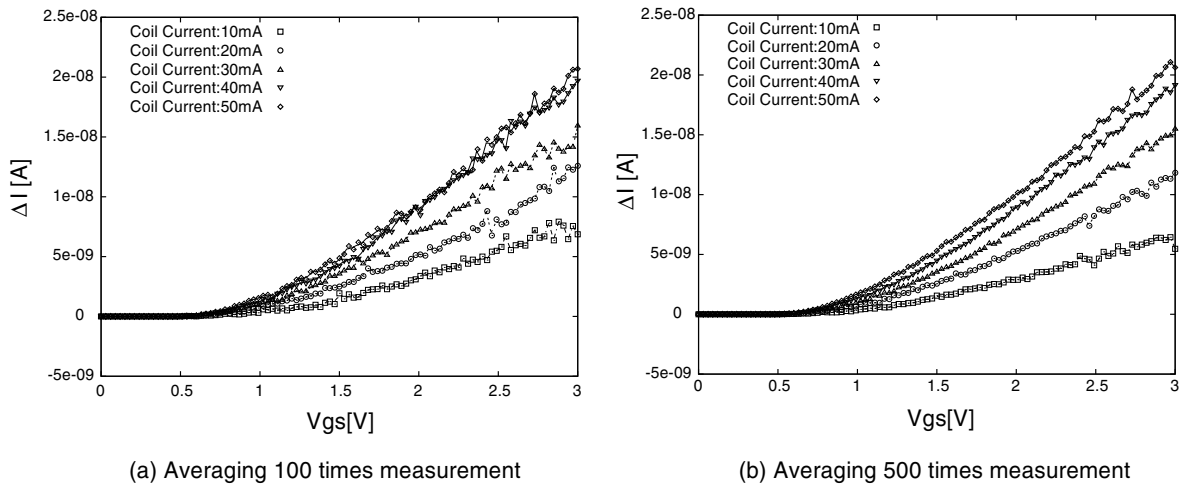 2.5e-08
2e-08
1.5e-08
1e-08
5e-09
0
-5e-09
Δ I [A]
Coil Current:10mA
Coil Current:20mA
Coil Current:30mA
Coil Current:40mA
Coil Current:50mA
0 0.5 1 1.5 2 2.5 3
Vgs[V]
(a) Averaging 100 times measurement
2.5e-08
2e-08
1.5e-08
1e-08
5e-09
0
-5e-09
Δ I [A]
Coil Current:10mA
Coil Current:20mA
Coil Current:30mA
Coil Current:40mA
Coil Current:50mA
0 0.5 1 1.5 2 2.5 3
Vgs[V]
(b) Averaging 500 times measurement